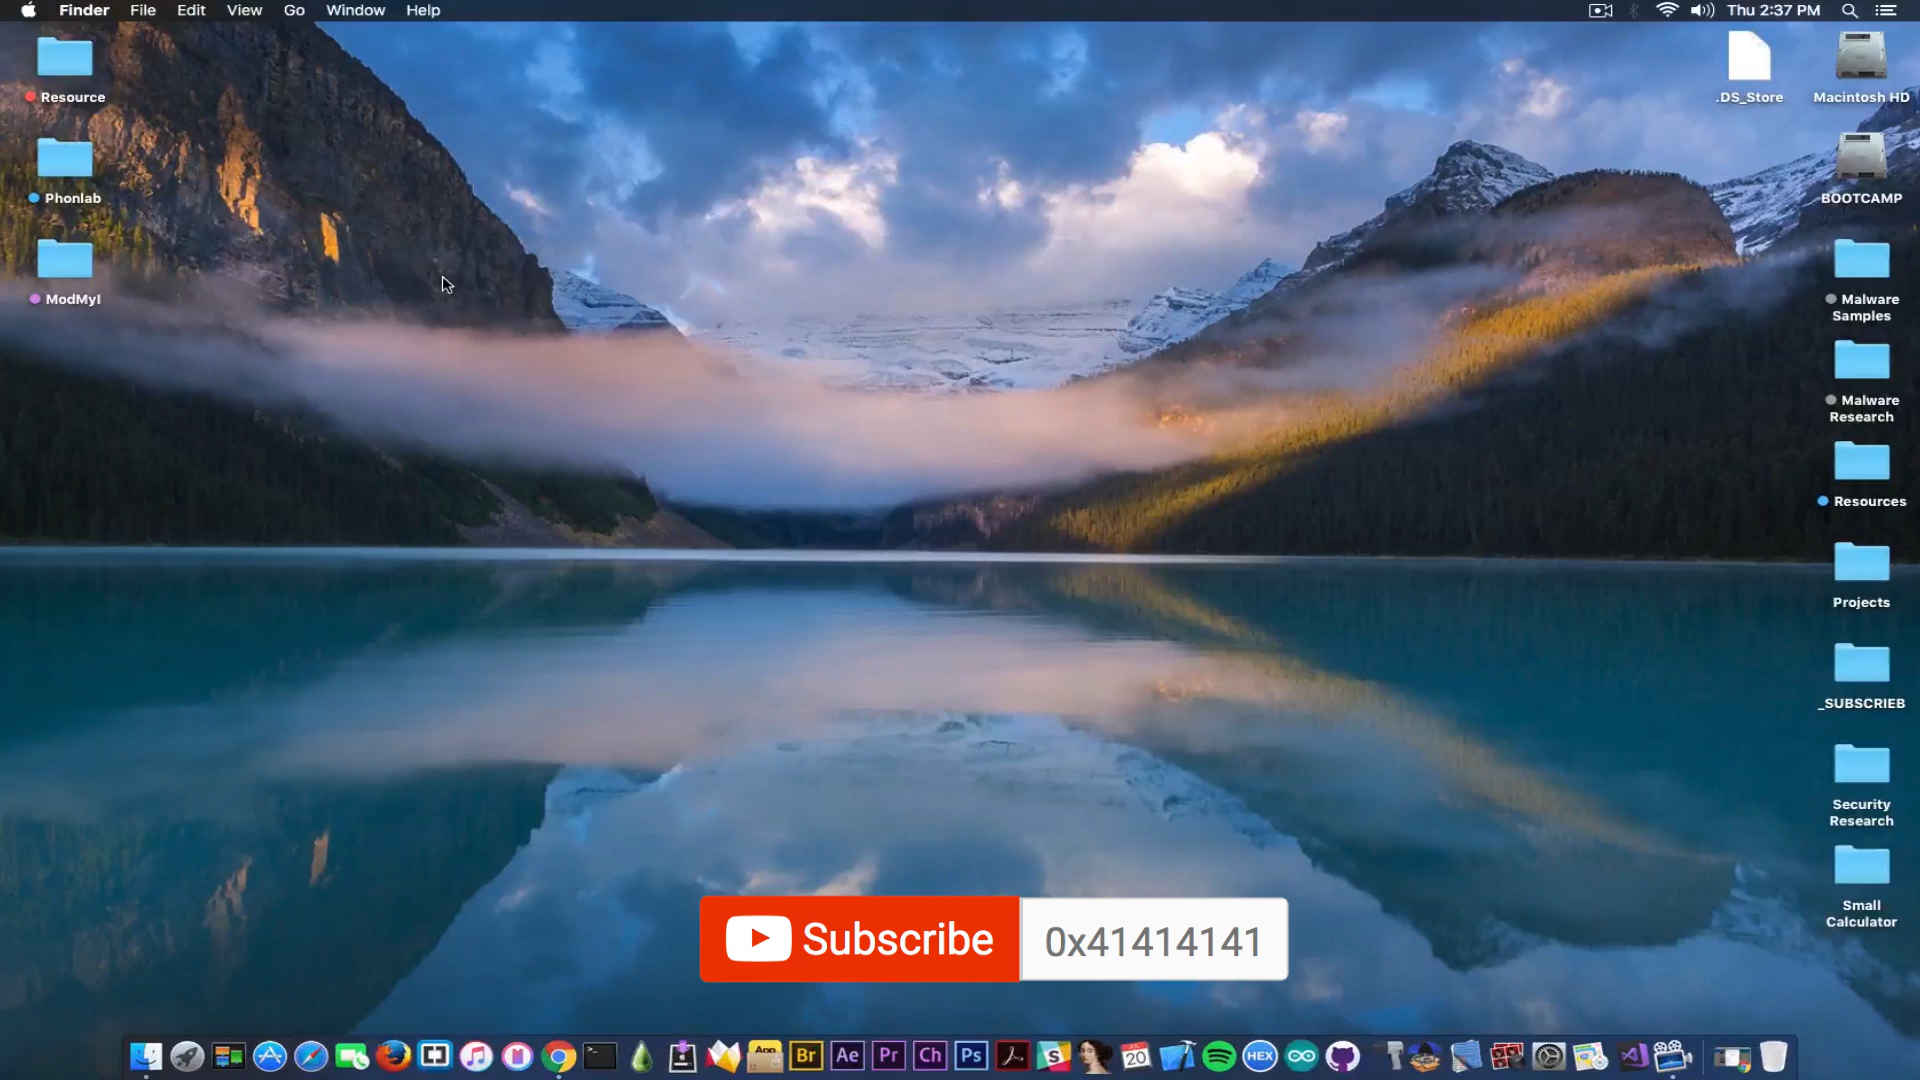 Finder File Edit View Go Window Help
Thu 2:37 PM
Resource
Phonlab
ModMyI
.DS_Store
Macintosh HD
BOOTCAMP
Malware
Samples
Malware
Research
Resources
Projects
_SUBSCRIEB
Security
Research
Small
Calculator
Subscribe
0x41414141
App
Br
Ae
Pr
Ch
Ps
S
20
HEX